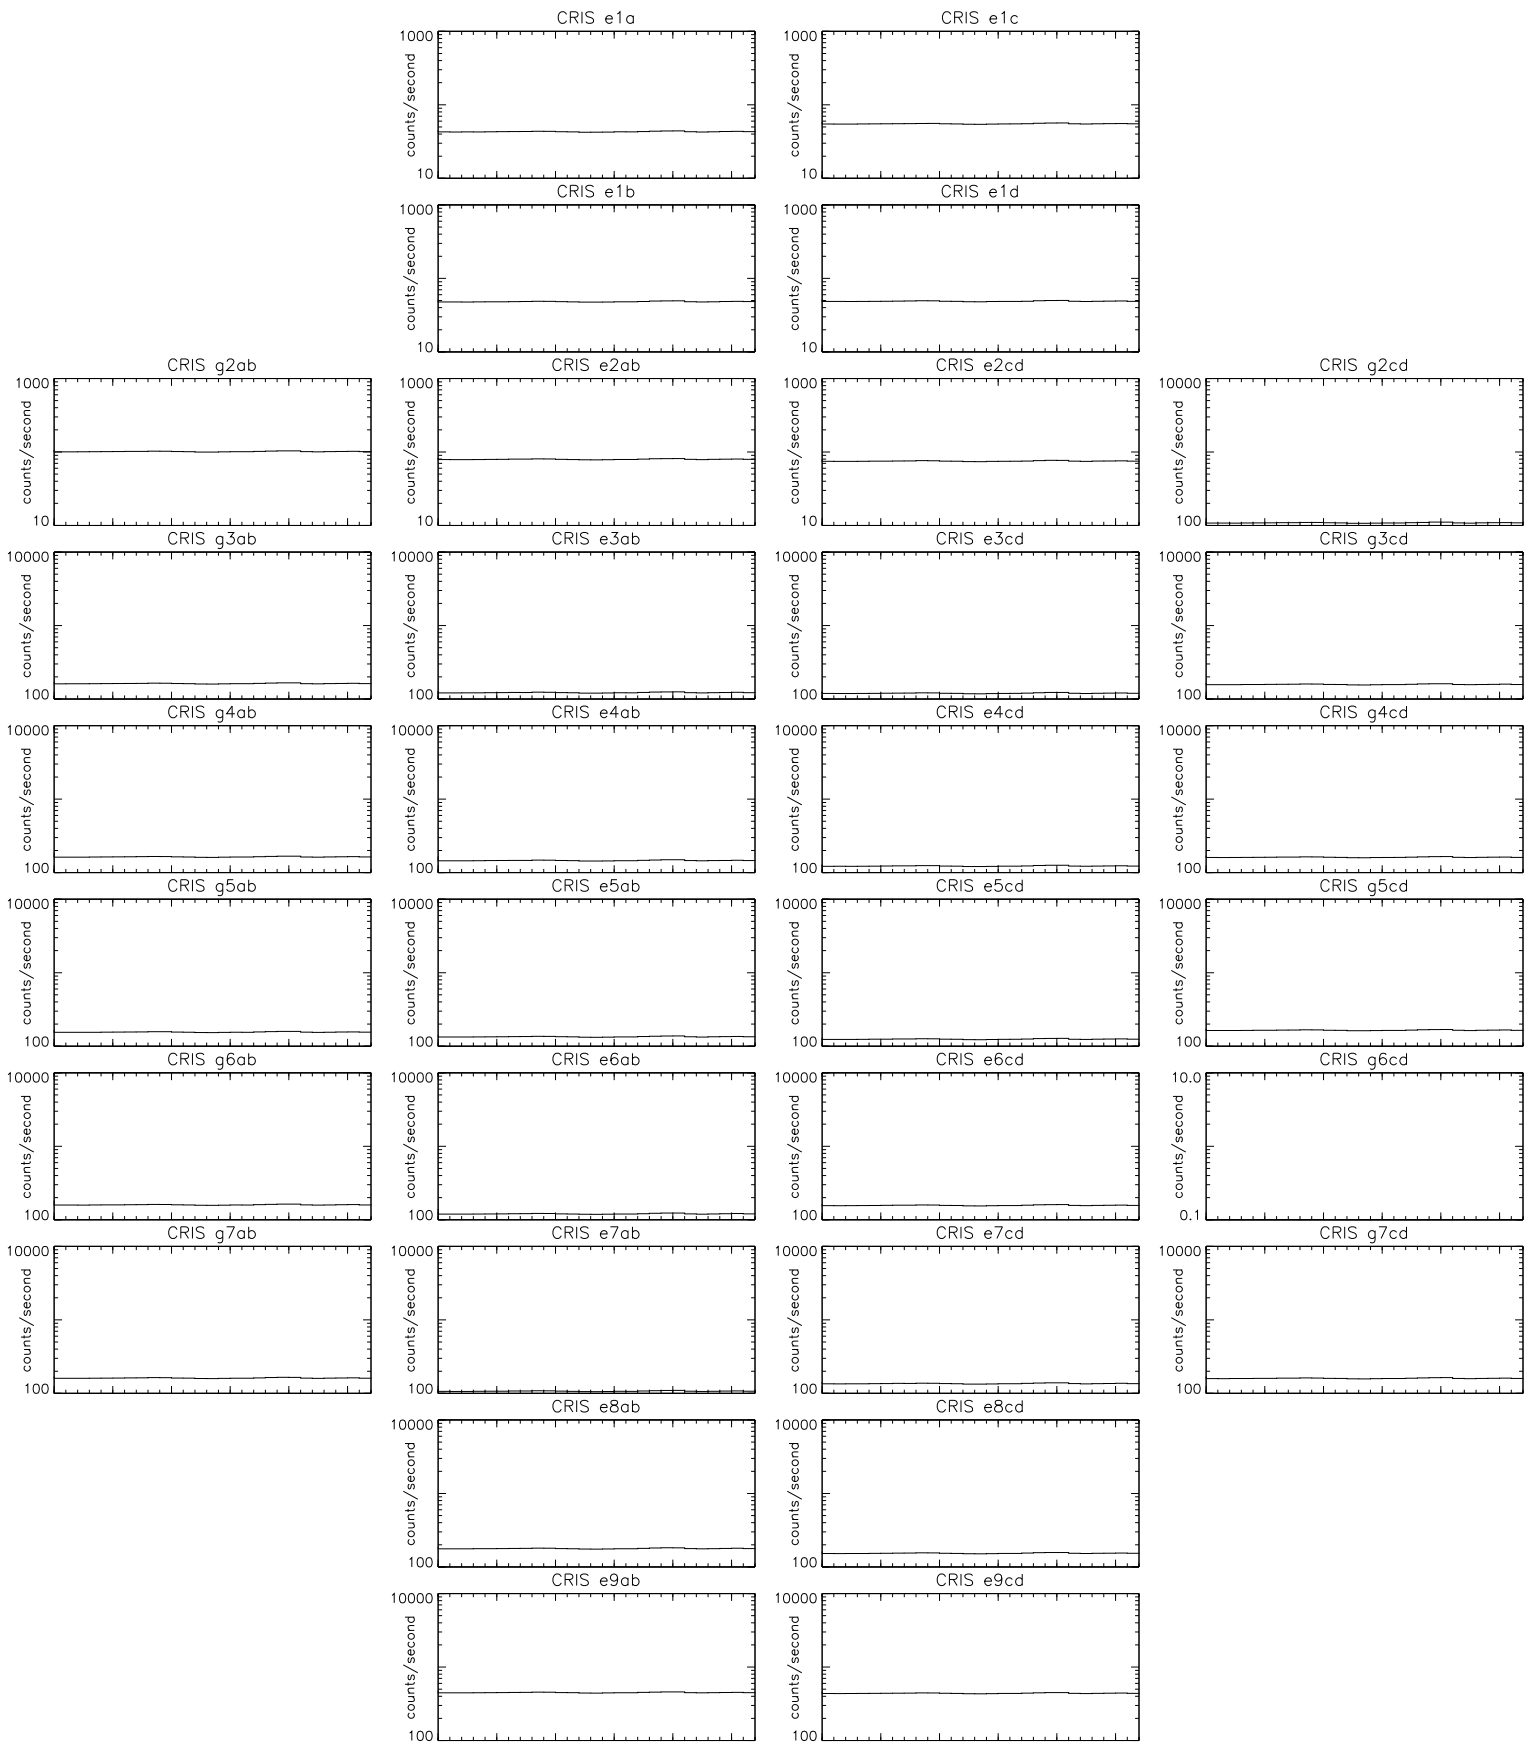 CRIS e1a
CRIS e1c
1000
counts/second
10
1000
counts/second
10
CRIS e1b
CRIS e1d
1000
counts/second
10
1000
counts/second
10
CRIS g2ab
CRIS e2ab
CRIS e2cd
CRIS g2cd
1000
counts/second
10
1000
counts/second
10
1000
counts/second
10
10000
counts/second
100
CRIS g3ab
CRIS e3ab
CRIS e3cd
CRIS g3cd
10000
counts/second
100
10000
counts/second
100
10000
counts/second
100
10000
counts/second
100
CRIS g4ab
CRIS e4ab
CRIS e4cd
CRIS g4cd
10000
counts/second
100
10000
counts/second
100
10000
counts/second
100
10000
counts/second
100
CRIS g5ab
CRIS e5ab
CRIS e5cd
CRIS g5cd
10000
counts/second
100
10000
counts/second
100
10000
counts/second
100
10000
counts/second
100
CRIS g6ab
CRIS e6ab
CRIS e6cd
CRIS g6cd
10000
counts/second
100
10000
counts/second
100
10000
counts/second
100
10.0
counts/second
0.1
CRIS g7ab
CRIS e7ab
CRIS e7cd
CRIS g7cd
10000
counts/second
100
10000
counts/second
100
10000
counts/second
100
10000
counts/second
100
CRIS e8ab
CRIS e8cd
10000
counts/second
100
10000
counts/second
100
CRIS e9ab
CRIS e9cd
10000
counts/second
100
10000
counts/second
100